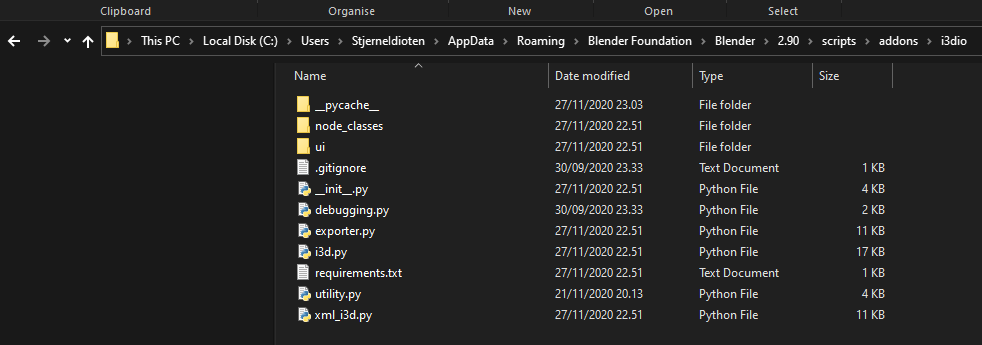 Clipboard Organise New Open Select
This PC Local Disk (C:) Users Stjerneldioten AppData Roaming Blender Foundation Blender 2.90 scripts addons i3dio
Name Date modified Type Size
__pycache__ 27/11/2020 23.03 File folder
node_classes 27/11/2020 22.51 File folder
ui 27/11/2020 22.51 File folder
.gitignore 30/09/2020 23.33 Text Document 1 KB
__init__.py 27/11/2020 22.51 Python File 4 KB
debugging.py 30/09/2020 23.33 Python File 2 KB
exporter.py 27/11/2020 22.51 Python File 11 KB
i3d.py 27/11/2020 22.51 Python File 17 KB
requirements.txt 27/11/2020 22.51 Text Document 1 KB
utility.py 21/11/2020 20.13 Python File 4 KB
xml_i3d.py 27/11/2020 22.51 Python File 11 KB